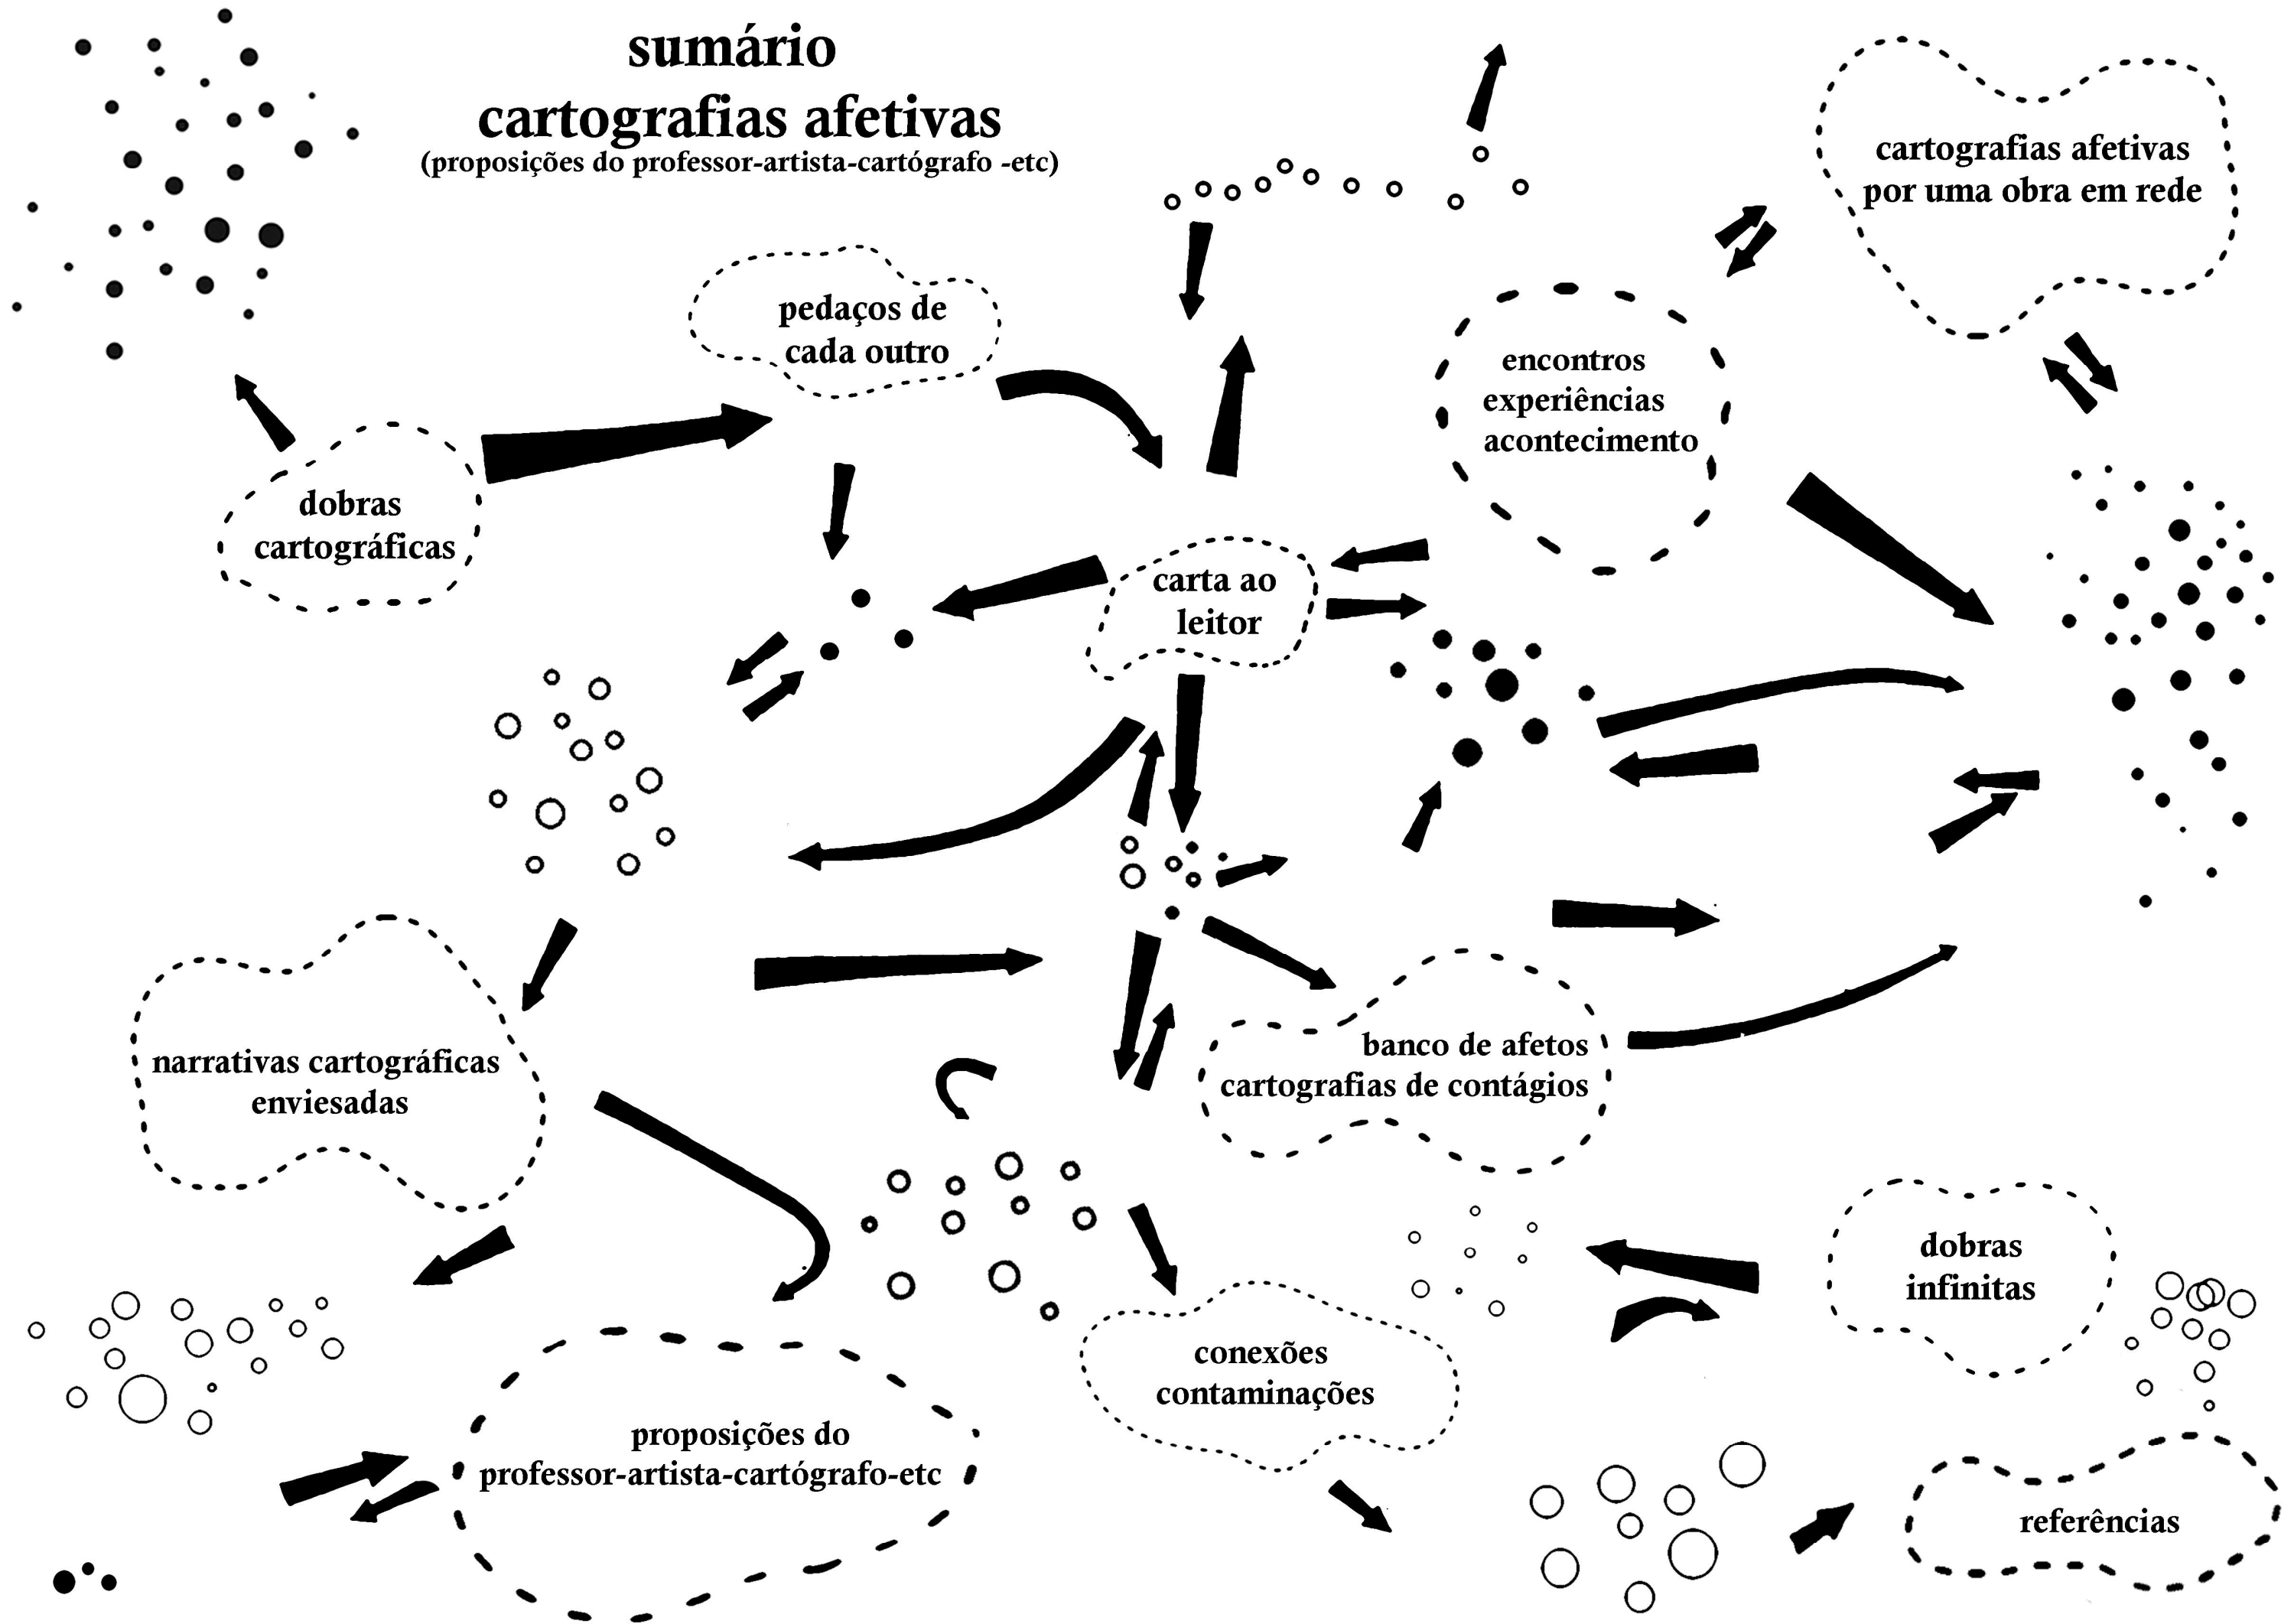 sumário
cartografias afetivas
(proposições do professor-artista-cartógrafo -etc)
cartografias afetivas
por uma obra em rede
pedaços de
cada outro
encontros
experiências
acontecimento
dobras
cartográficas
carta ao
leitor
narrativas cartográficas
enviesadas
banco de afetos
cartografias de contágios
dobras
infinitas
conexões
contaminações
proposições do
professor-artista-cartógrafo-etc
referências